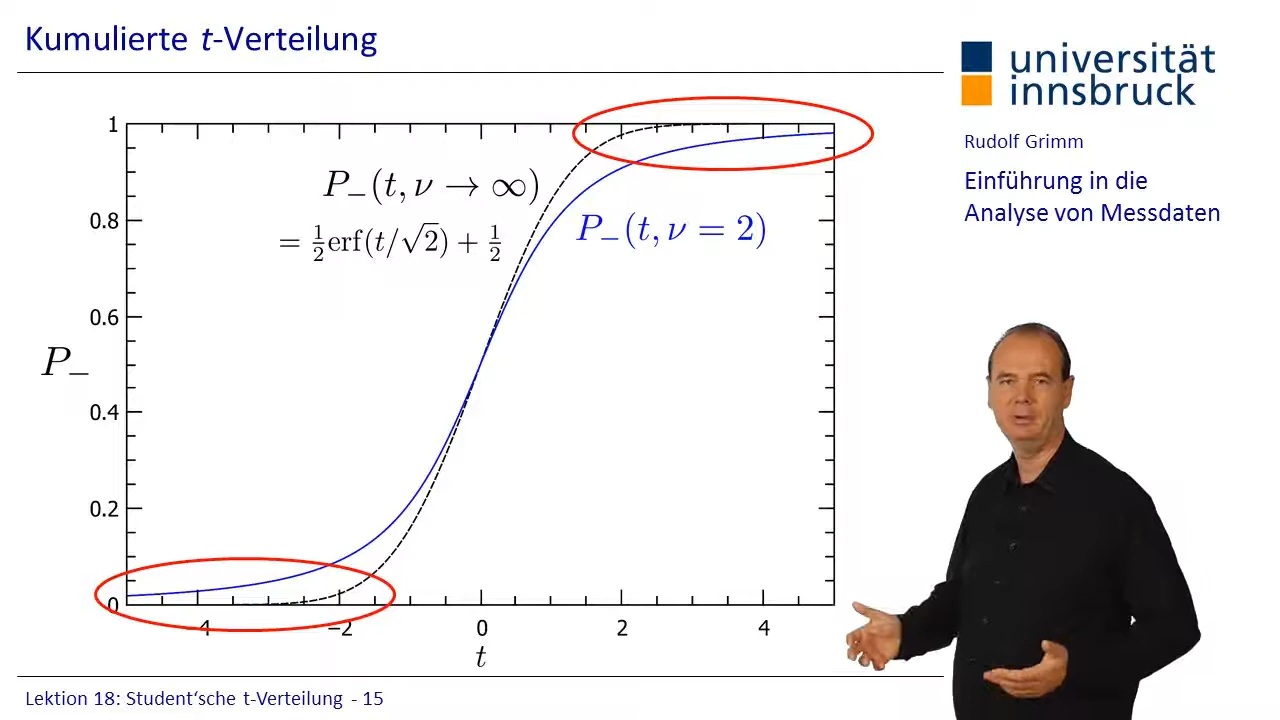 Kumulierte t-Verteilung
universität
innsbruck
Rudolf Grimm
Einführung in die
Analyse von Messdaten
1
0.8
0.6
0.4
0.2
0
P₋
P₋(t, ν → ∞)
= ½erf(t/√2) + ½
P₋(t, ν = 2)
4 −2 0 2 4
t
Lektion 18: Student‘sche t-Verteilung - 15